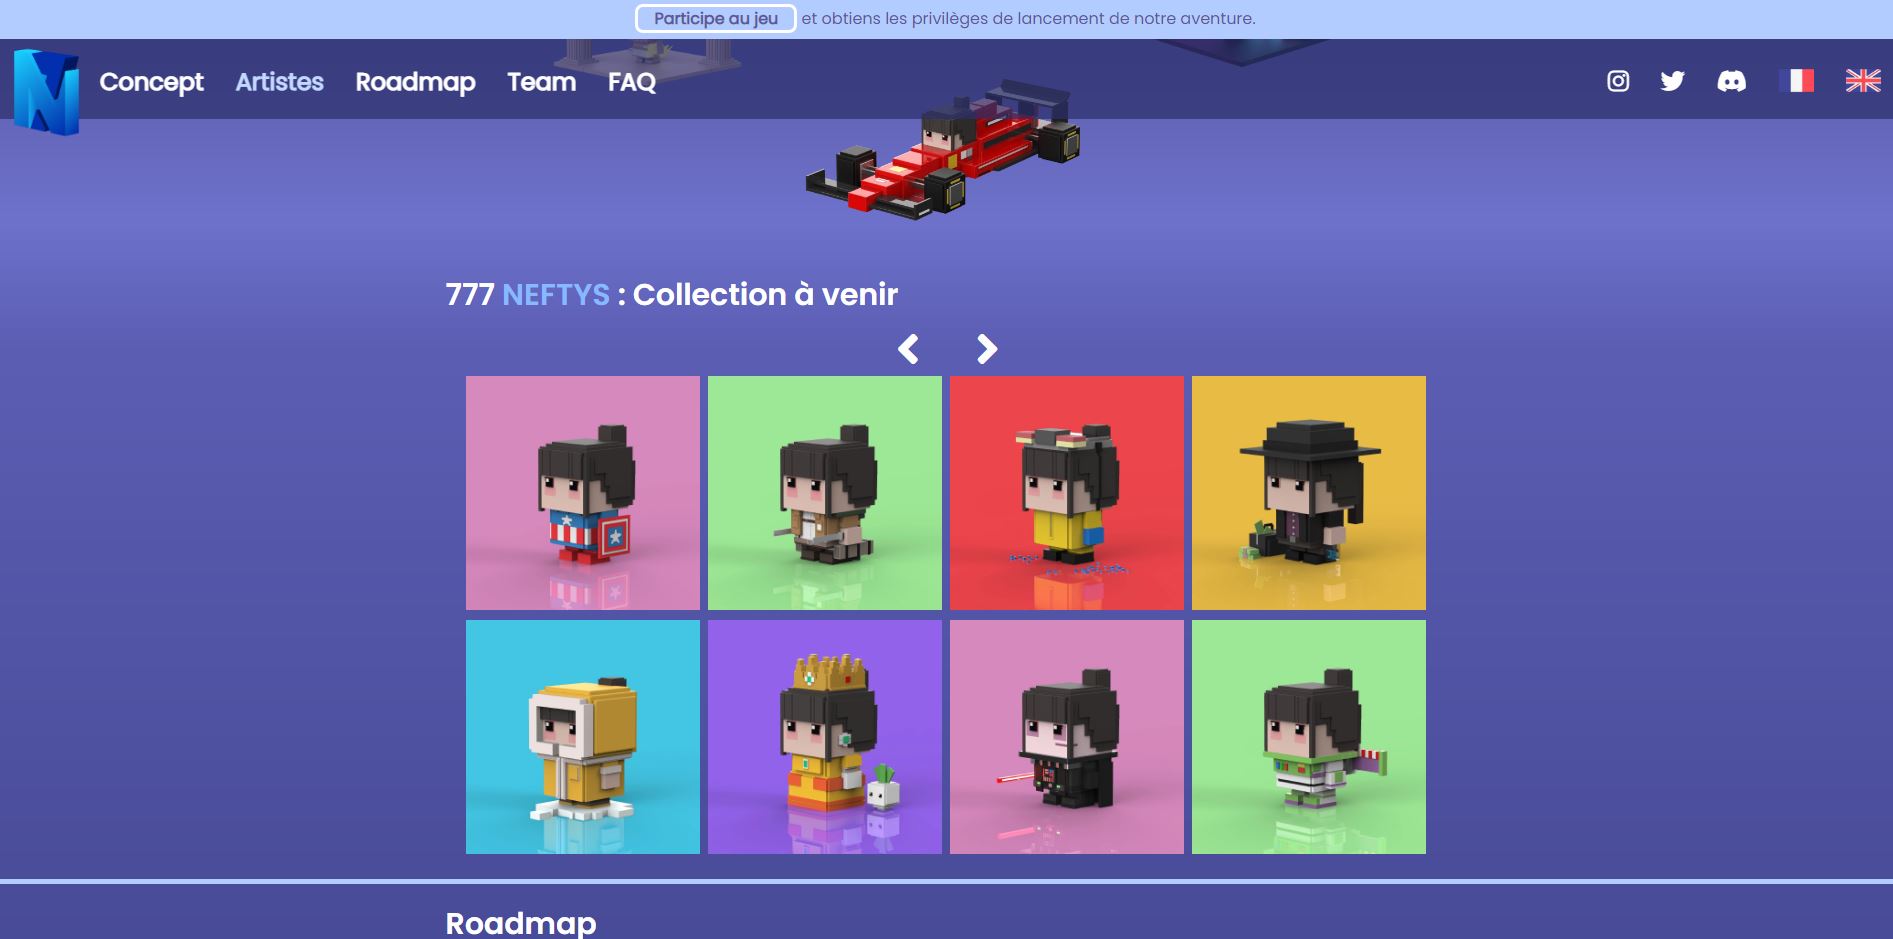 Participe au jeu et obtiens les privilèges de lancement de notre aventure.
Concept Artistes Roadmap Team FAQ
777 NEFTYS : Collection à venir
Roadmap